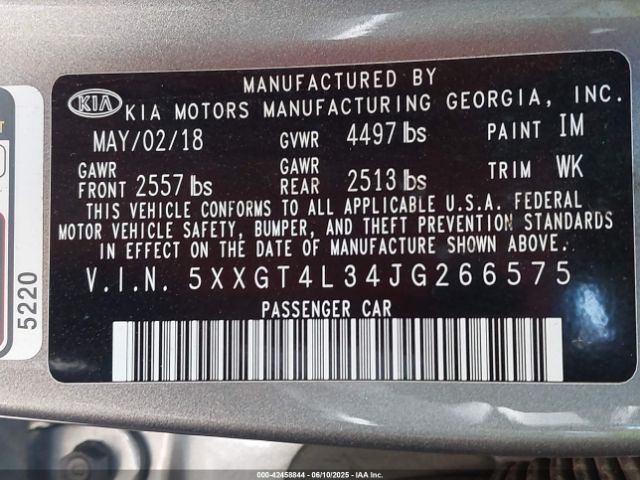 MANUFACTURED BY
KIA KIA MOTORS MANUFACTURING GEORGIA, INC.
MAY/02/18 GVWR 4497 lbs PAINT IM
GAWR FRONT 2557 lbs GAWR REAR 2513 lbs TRIM WK
THIS VEHICLE CONFORMS TO ALL APPLICABLE U.S.A. FEDERAL
MOTOR VEHICLE SAFETY, BUMPER, AND THEFT PREVENTION STANDARDS
IN EFFECT ON THE DATE OF MANUFACTURE SHOWN ABOVE.
V.I.N. 5XXGT4L34JG266575
PASSENGER CAR
5220
000-42458844 - 06/10/2025 - IAA Inc.